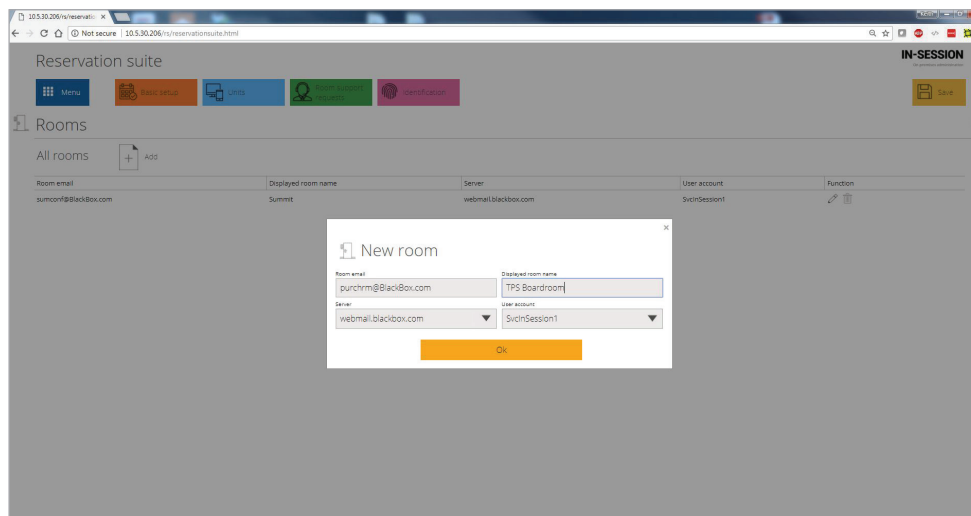 10.5.30.206/rs/reservatio
Not secure | 10.5.30.206/rs/reservationsuite.html
Reservation suite
IN-SESSION
Menu
Basic setup
Units
Room support
requests
Identification
Save
Rooms
All rooms
Add
Room email Displayed room name Server User account Function
sumconf@BlackBox.com Summit webmail.blackbox.com SvcInSession1
New room
Room email Displayed room name
purchrm@BlackBox.com TPS Boardroom
Server User account
webmail.blackbox.com SvcInSession1
Ok